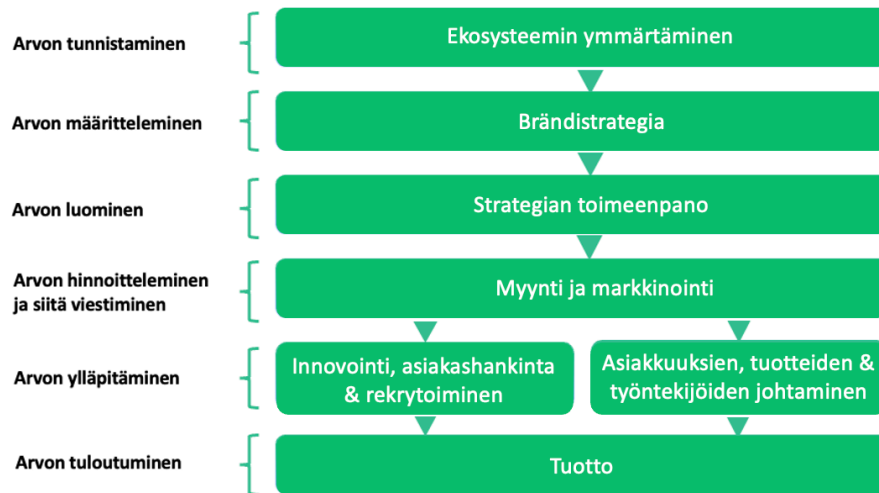 Arvon tunnistaminen
Ekosysteemin ymmärtäminen
Arvon määritteleminen
Brändistrategia
Arvon luominen
Strategian toimeenpano
Arvon hinnoitteleminen
ja siitä viestiminen
Myynti ja markkinointi
Arvon ylläpitäminen
Innovointi, asiakashankinta
& rekrytoiminen
Asiakkuuksien, tuotteiden &
työntekijöiden johtaminen
Arvon tuloutuminen
Tuotto